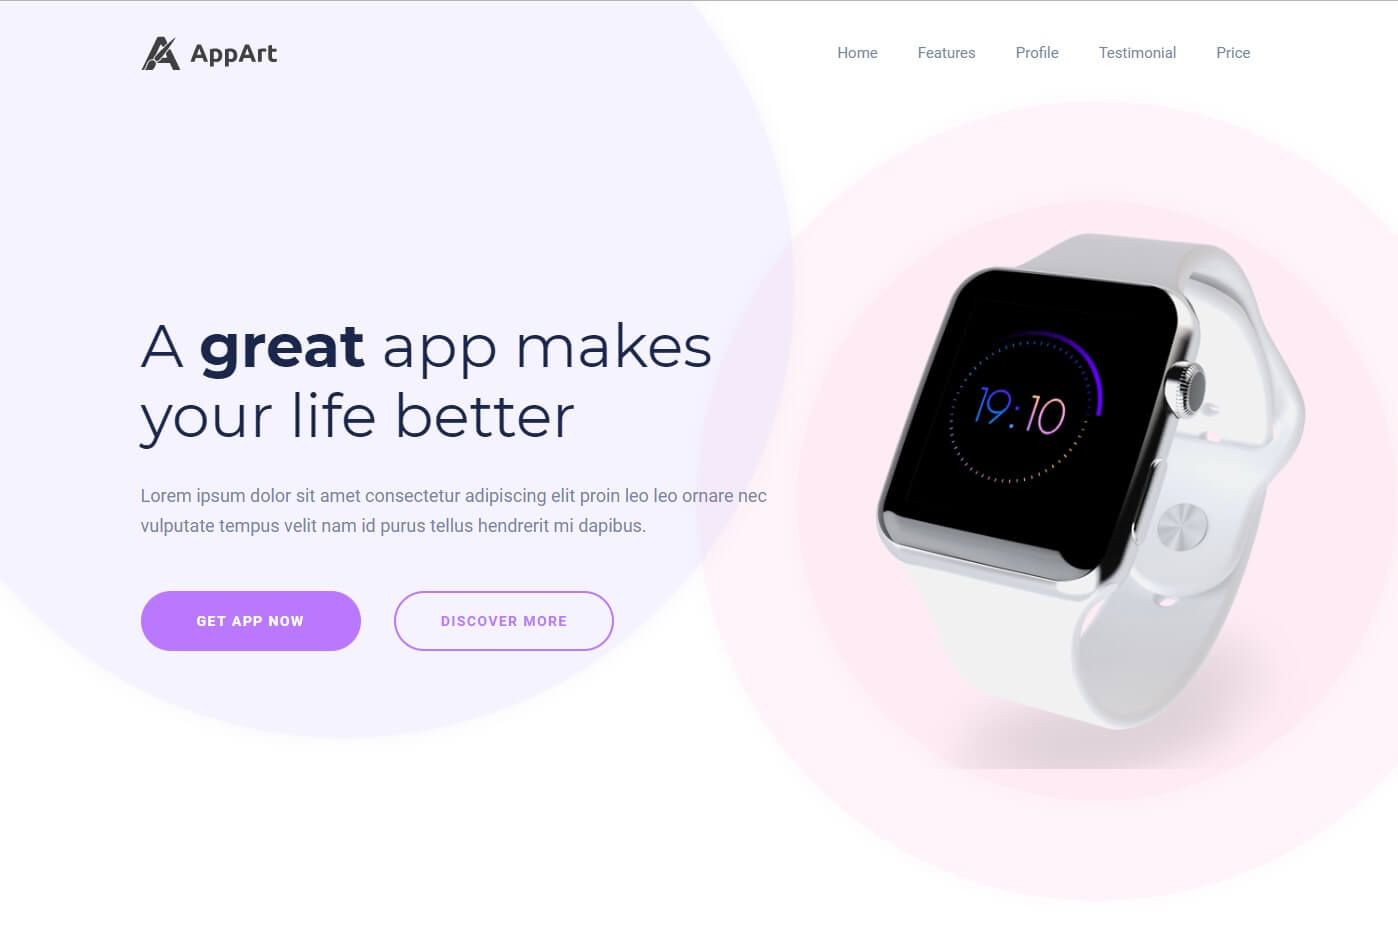 AppArt
Home Features Profile Testimonial Price
A great app makes
your life better
Lorem ipsum dolor sit amet consectetur adipiscing elit proin leo leo ornare nec
vulputate tempus velit nam id purus tellus hendrerit mi dapibus.
GET APP NOW DISCOVER MORE
19:10